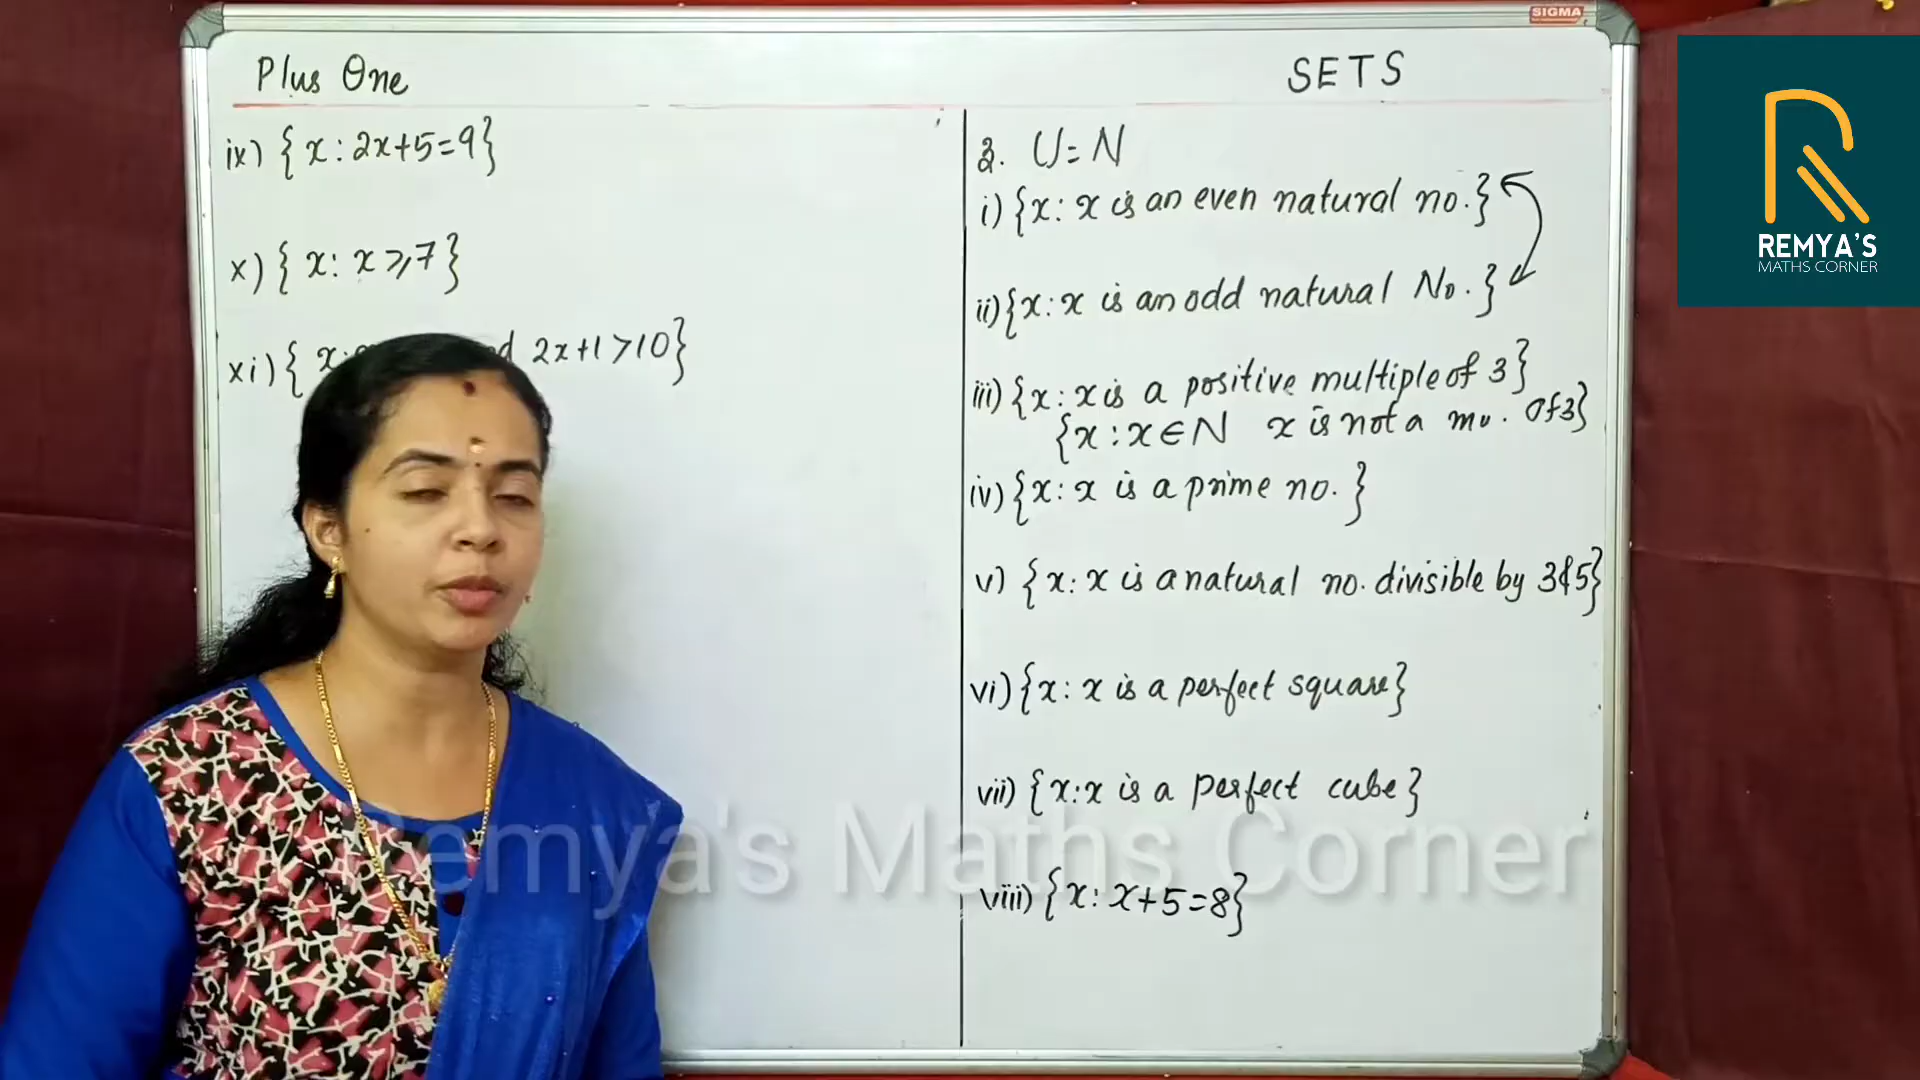 SIGMA
Plus One
SETS
ix) { x : 2x+5=9}
x) { x : x ⩾ 7 }
xi) { x : 2x+1>10}
3. U = N
i) {x : x is an even natural no.}
ii) {x : x is an odd natural No.}
iii) {x : x is a positive multiple of 3}
{x : x ∈ N x is not a mu. of 3}
iv) {x : x is a prime no. }
v) {x : x is a natural no. divisible by 3 & 5}
vi) {x : x is a perfect square}
vii) {x : x is a perfect cube}
viii) {x : x+5=8}
REMYA'S
MATHS CORNER
Remya's Maths Corner